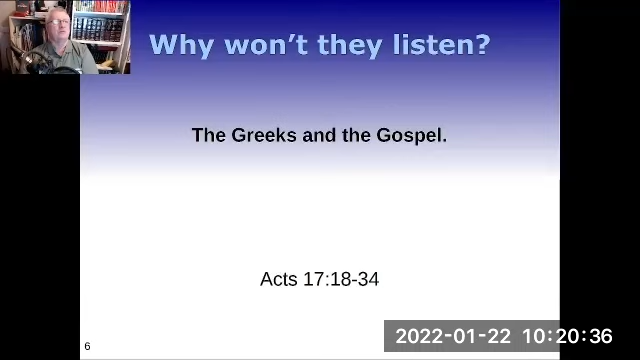 Why won't they listen?
The Greeks and the Gospel.
Acts 17:18-34
6
2022-01-22 10:20:36